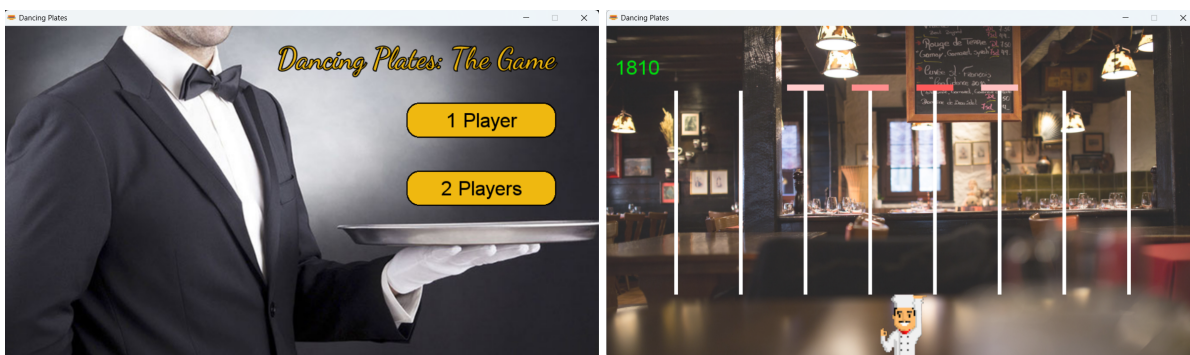 Dancing Plates
Dancing Plates: The Game
1 Player
2 Players
Dancing Plates
1810